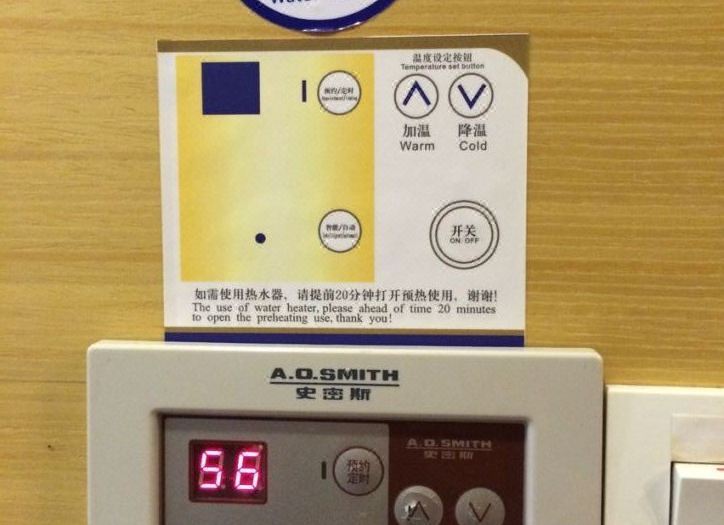 Wate
温度设定按钮
Temperature set button
预约/定时
加温 降温
Warm Cold
智能/自动
开关
ON/OFF
如需使用热水器，请提前20分钟打开预热使用，谢谢!
The use of water heater, please ahead of time 20 minutes
to open the preheating use, thank you!
A.O.SMITH
史密斯
56
预约
定时
A.O.SMITH
史密斯